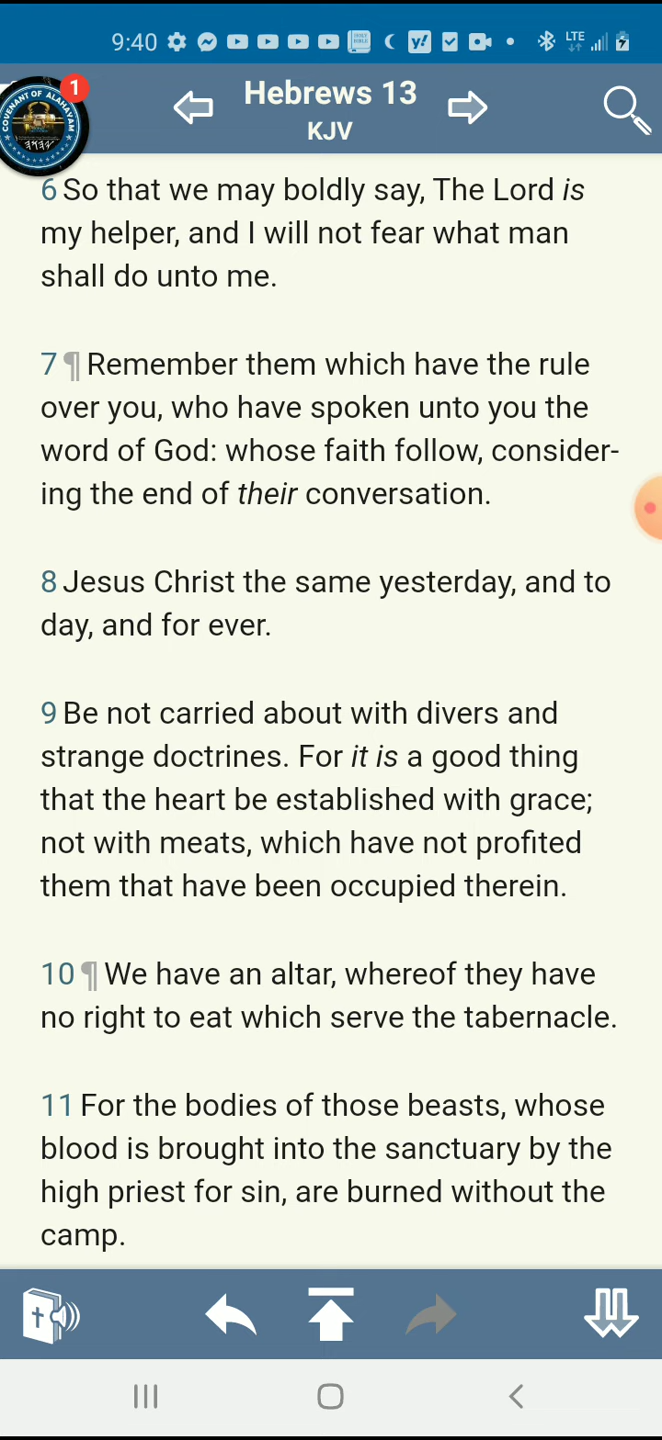 9:40
LTE
1
COVENANT OF ALAHAYAM
Hebrews 13
KJV
6 So that we may boldly say, The Lord is
my helper, and I will not fear what man
shall do unto me.
7 ¶ Remember them which have the rule
over you, who have spoken unto you the
word of God: whose faith follow, consider-
ing the end of their conversation.
8 Jesus Christ the same yesterday, and to
day, and for ever.
9 Be not carried about with divers and
strange doctrines. For it is a good thing
that the heart be established with grace;
not with meats, which have not profited
them that have been occupied therein.
10 ¶ We have an altar, whereof they have
no right to eat which serve the tabernacle.
11 For the bodies of those beasts, whose
blood is brought into the sanctuary by the
high priest for sin, are burned without the
camp.